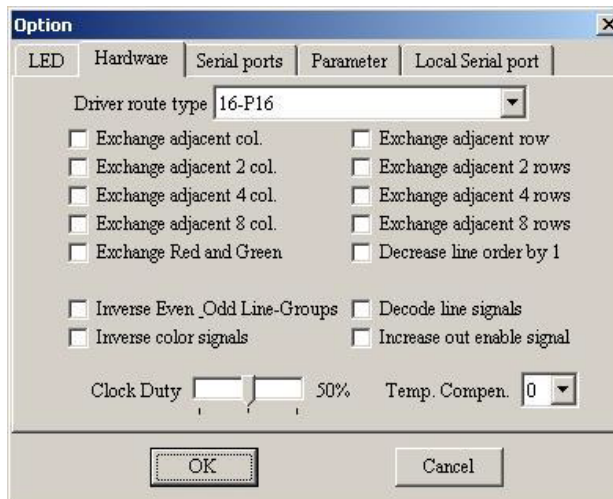 Option
LED Hardware Serial ports Parameter Local Serial port
Driver route type 16-P16
Exchange adjacent col. Exchange adjacent row
Exchange adjacent 2 col. Exchange adjacent 2 rows
Exchange adjacent 4 col. Exchange adjacent 4 rows
Exchange adjacent 8 col. Exchange adjacent 8 rows
Exchange Red and Green Decrease line order by 1
Inverse Even_Odd Line-Groups Decode line signals
Inverse color signals Increase out enable signal
Clock Duty 50% Temp. Compen. 0
OK Cancel